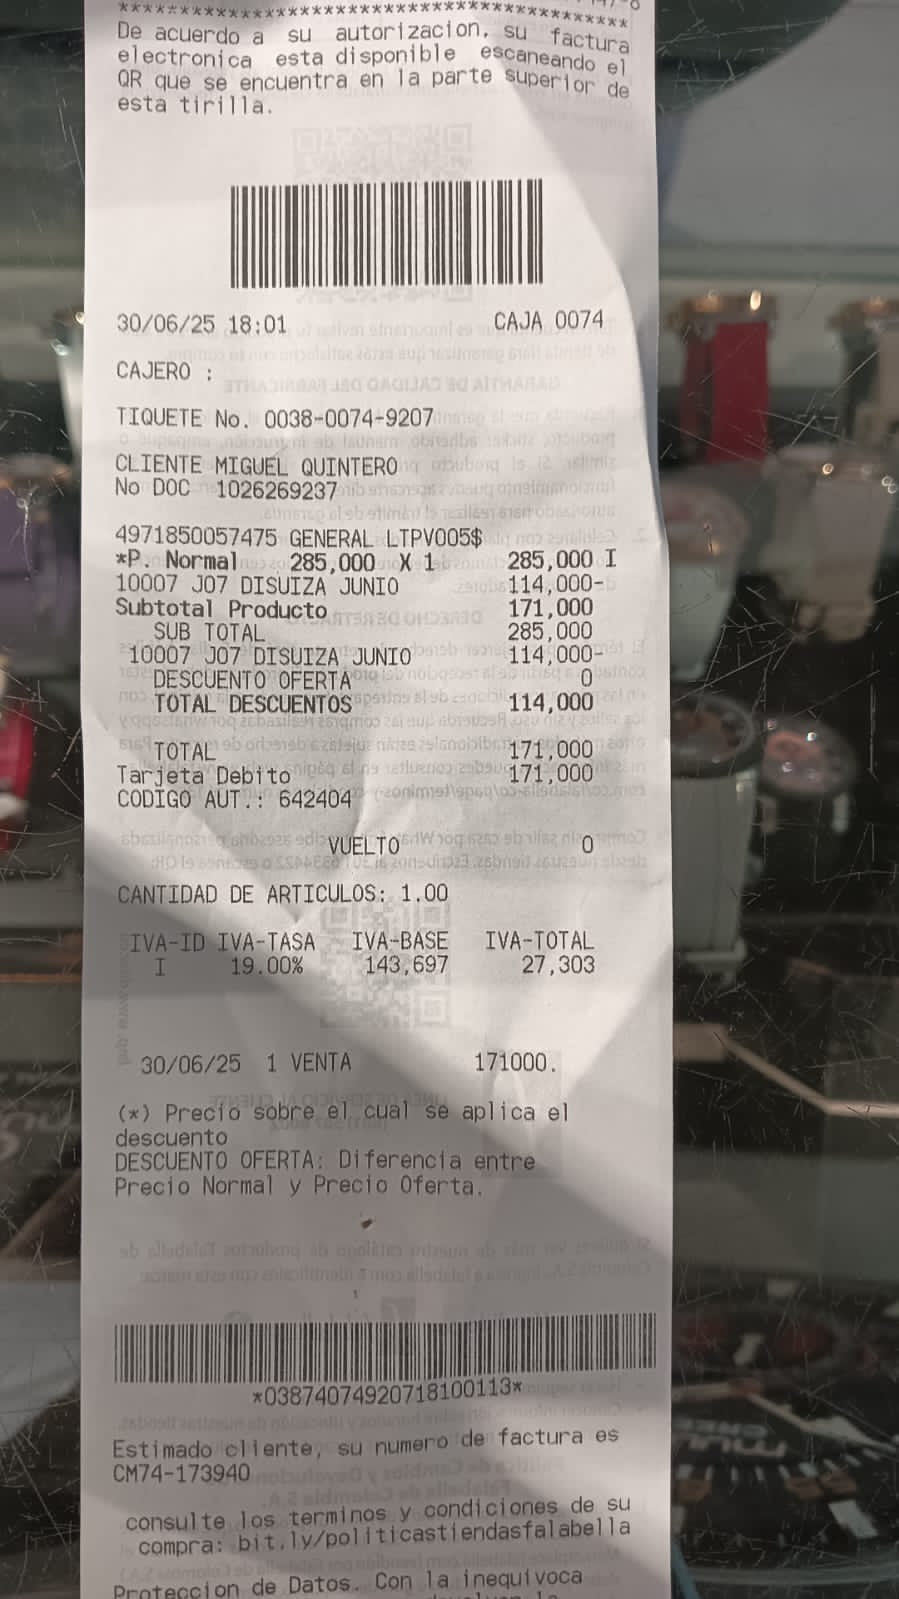 *****************************************
De acuerdo a su autorizacion, su factura
electronica esta disponible escaneando el
QR que se encuentra en la parte superior de
esta tirilla.
30/06/25 18:01 CAJA 0074
CAJERO :
TIQUETE No. 0038-0074-9207
CLIENTE MIGUEL QUINTERO
No DOC 1026269237
4971850057475 GENERAL LTPV005$
*P. Normal 285,000 X 1 285,000 I
10007 J07 DISUIZA JUNIO 114,000-
Subtotal Producto 171,000
SUB TOTAL 285,000
10007 J07 DISUIZA JUNIO 114,000-
DESCUENTO OFERTA 0
TOTAL DESCUENTOS 114,000
TOTAL 171,000
Tarjeta Debito 171,000
CODIGO AUT.: 642404
VUELTO 0
CANTIDAD DE ARTICULOS: 1.00
IVA-ID IVA-TASA IVA-BASE IVA-TOTAL
I 19.00% 143,697 27,303
30/06/25 1 VENTA 171000.
(*) Precio sobre el cual se aplica el
descuento
DESCUENTO OFERTA: Diferencia entre
Precio Normal y Precio Oferta.
*03874074920718100113*
Estimado cliente, su numero de factura es
CM74-173940
consulte los terminos y condiciones de su
compra: bit.ly/politicastiendasfalabella
Proteccion de Datos. Con la inequivoca